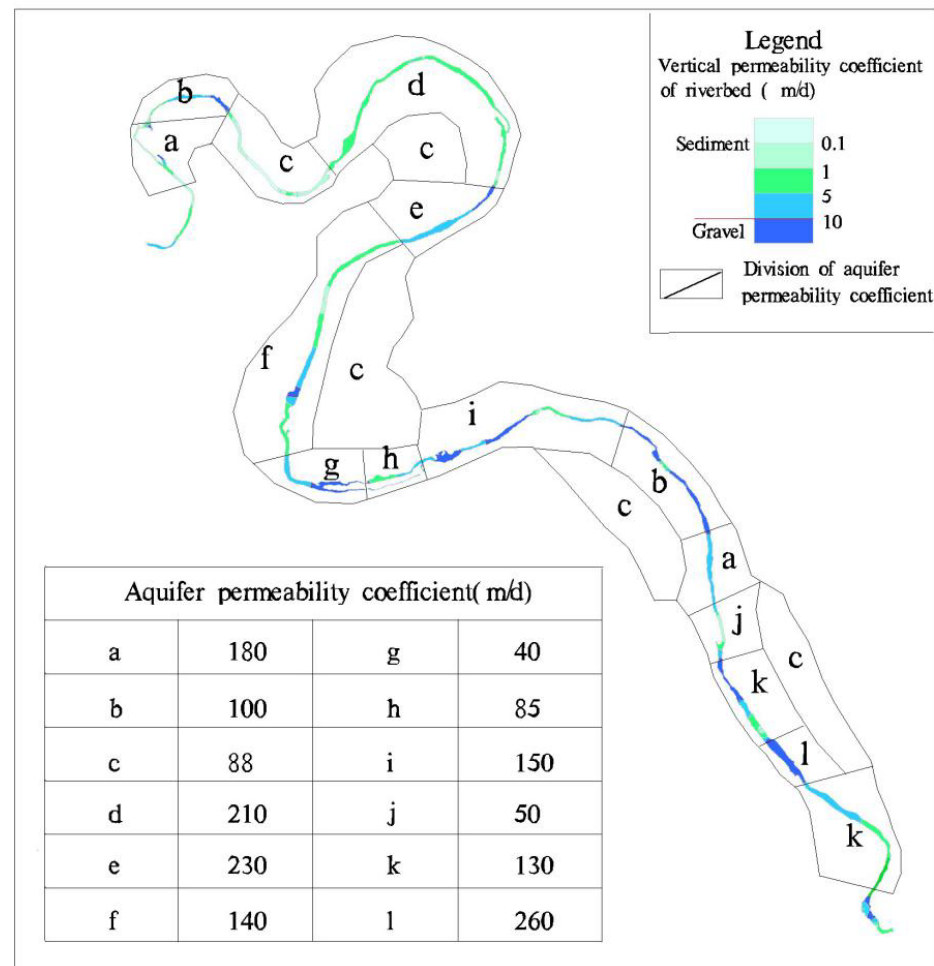 Legend
Vertical permeability coefficient
of riverbed ( m/d)
Sediment
0.1
1
5
10
Gravel
Division of aquifer
permeability coefficient
b
a
c
d
c
e
f
c
i
g
h
b
c
a
j
c
k
l
k
Aquifer permeability coefficient( m/d)
a 180 g 40
b 100 h 85
c 88 i 150
d 210 j 50
e 230 k 130
f 140 l 260